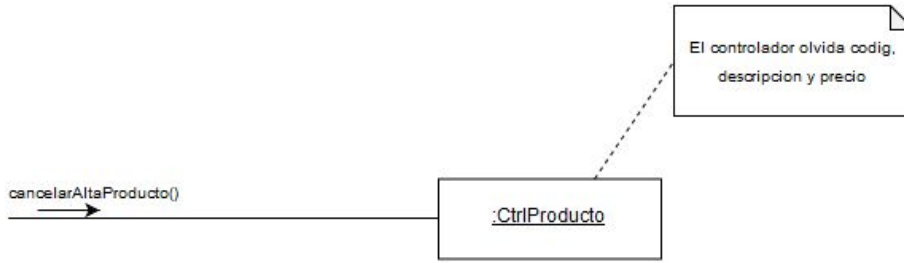 El controlador olvida codig,
descripcion y precio
cancelarAltaProducto()
:CtrlProducto